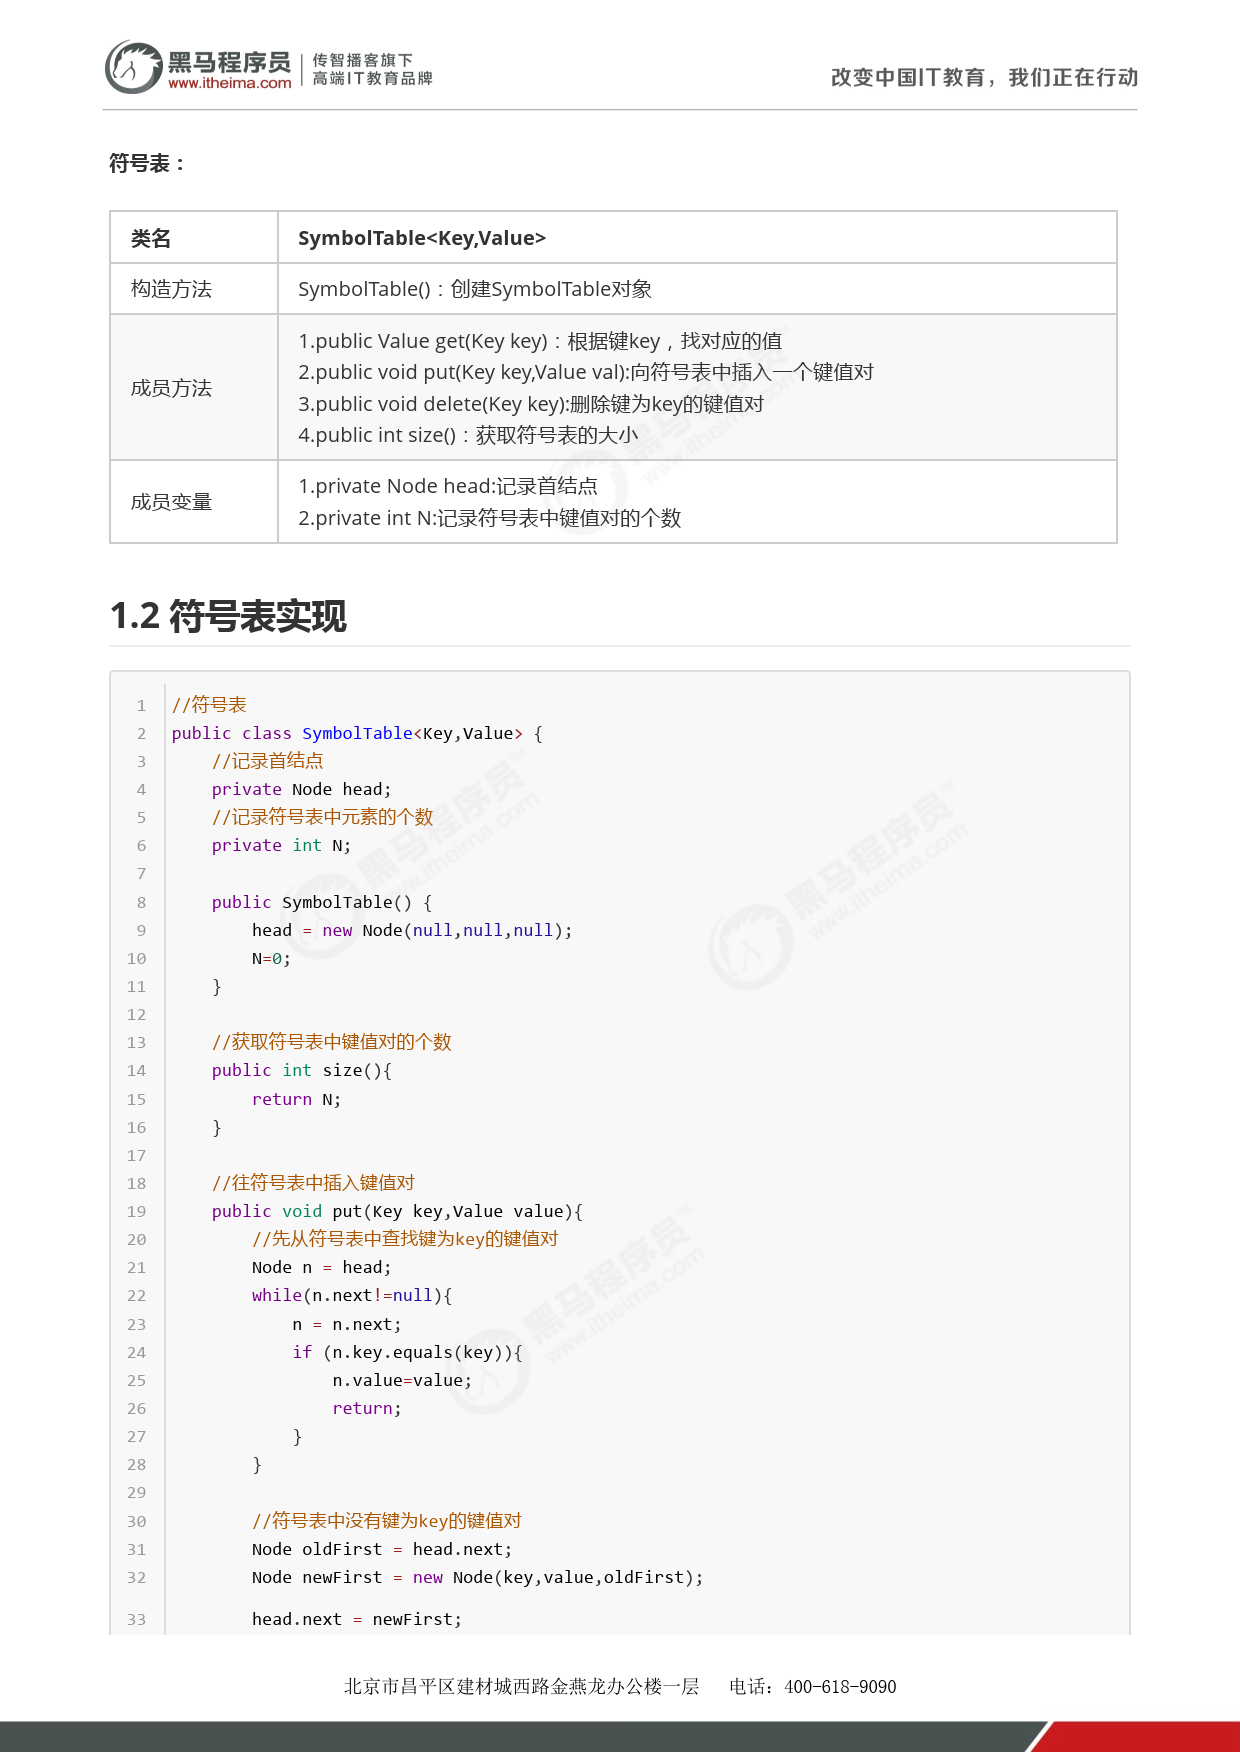 黑马程序员
www.itheima.com
传智播客旗下
高端IT教育品牌
改变中国IT教育，我们正在行动
符号表：
类名 SymbolTable<Key,Value>
构造方法 SymbolTable()：创建SymbolTable对象
成员方法
1.public Value get(Key key)：根据键key，找对应的值
2.public void put(Key key,Value val):向符号表中插入一个键值对
3.public void delete(Key key):删除键为key的键值对
4.public int size()：获取符号表的大小
成员变量
1.private Node head:记录首结点
2.private int N:记录符号表中键值对的个数
1.2 符号表实现
1 //符号表
2 public class SymbolTable<Key,Value> {
3     //记录首结点
4     private Node head;
5     //记录符号表中元素的个数
6     private int N;
7
8     public SymbolTable() {
9         head = new Node(null,null,null);
10         N=0;
11     }
12
13     //获取符号表中键值对的个数
14     public int size(){
15         return N;
16     }
17
18     //往符号表中插入键值对
19     public void put(Key key,Value value){
20         //先从符号表中查找键为key的键值对
21         Node n = head;
22         while(n.next!=null){
23             n = n.next;
24             if (n.key.equals(key)){
25                 n.value=value;
26                 return;
27             }
28         }
29
30         //符号表中没有键为key的键值对
31         Node oldFirst = head.next;
32         Node newFirst = new Node(key,value,oldFirst);
33         head.next = newFirst;
北京市昌平区建材城西路金燕龙办公楼一层 电话：400-618-9090